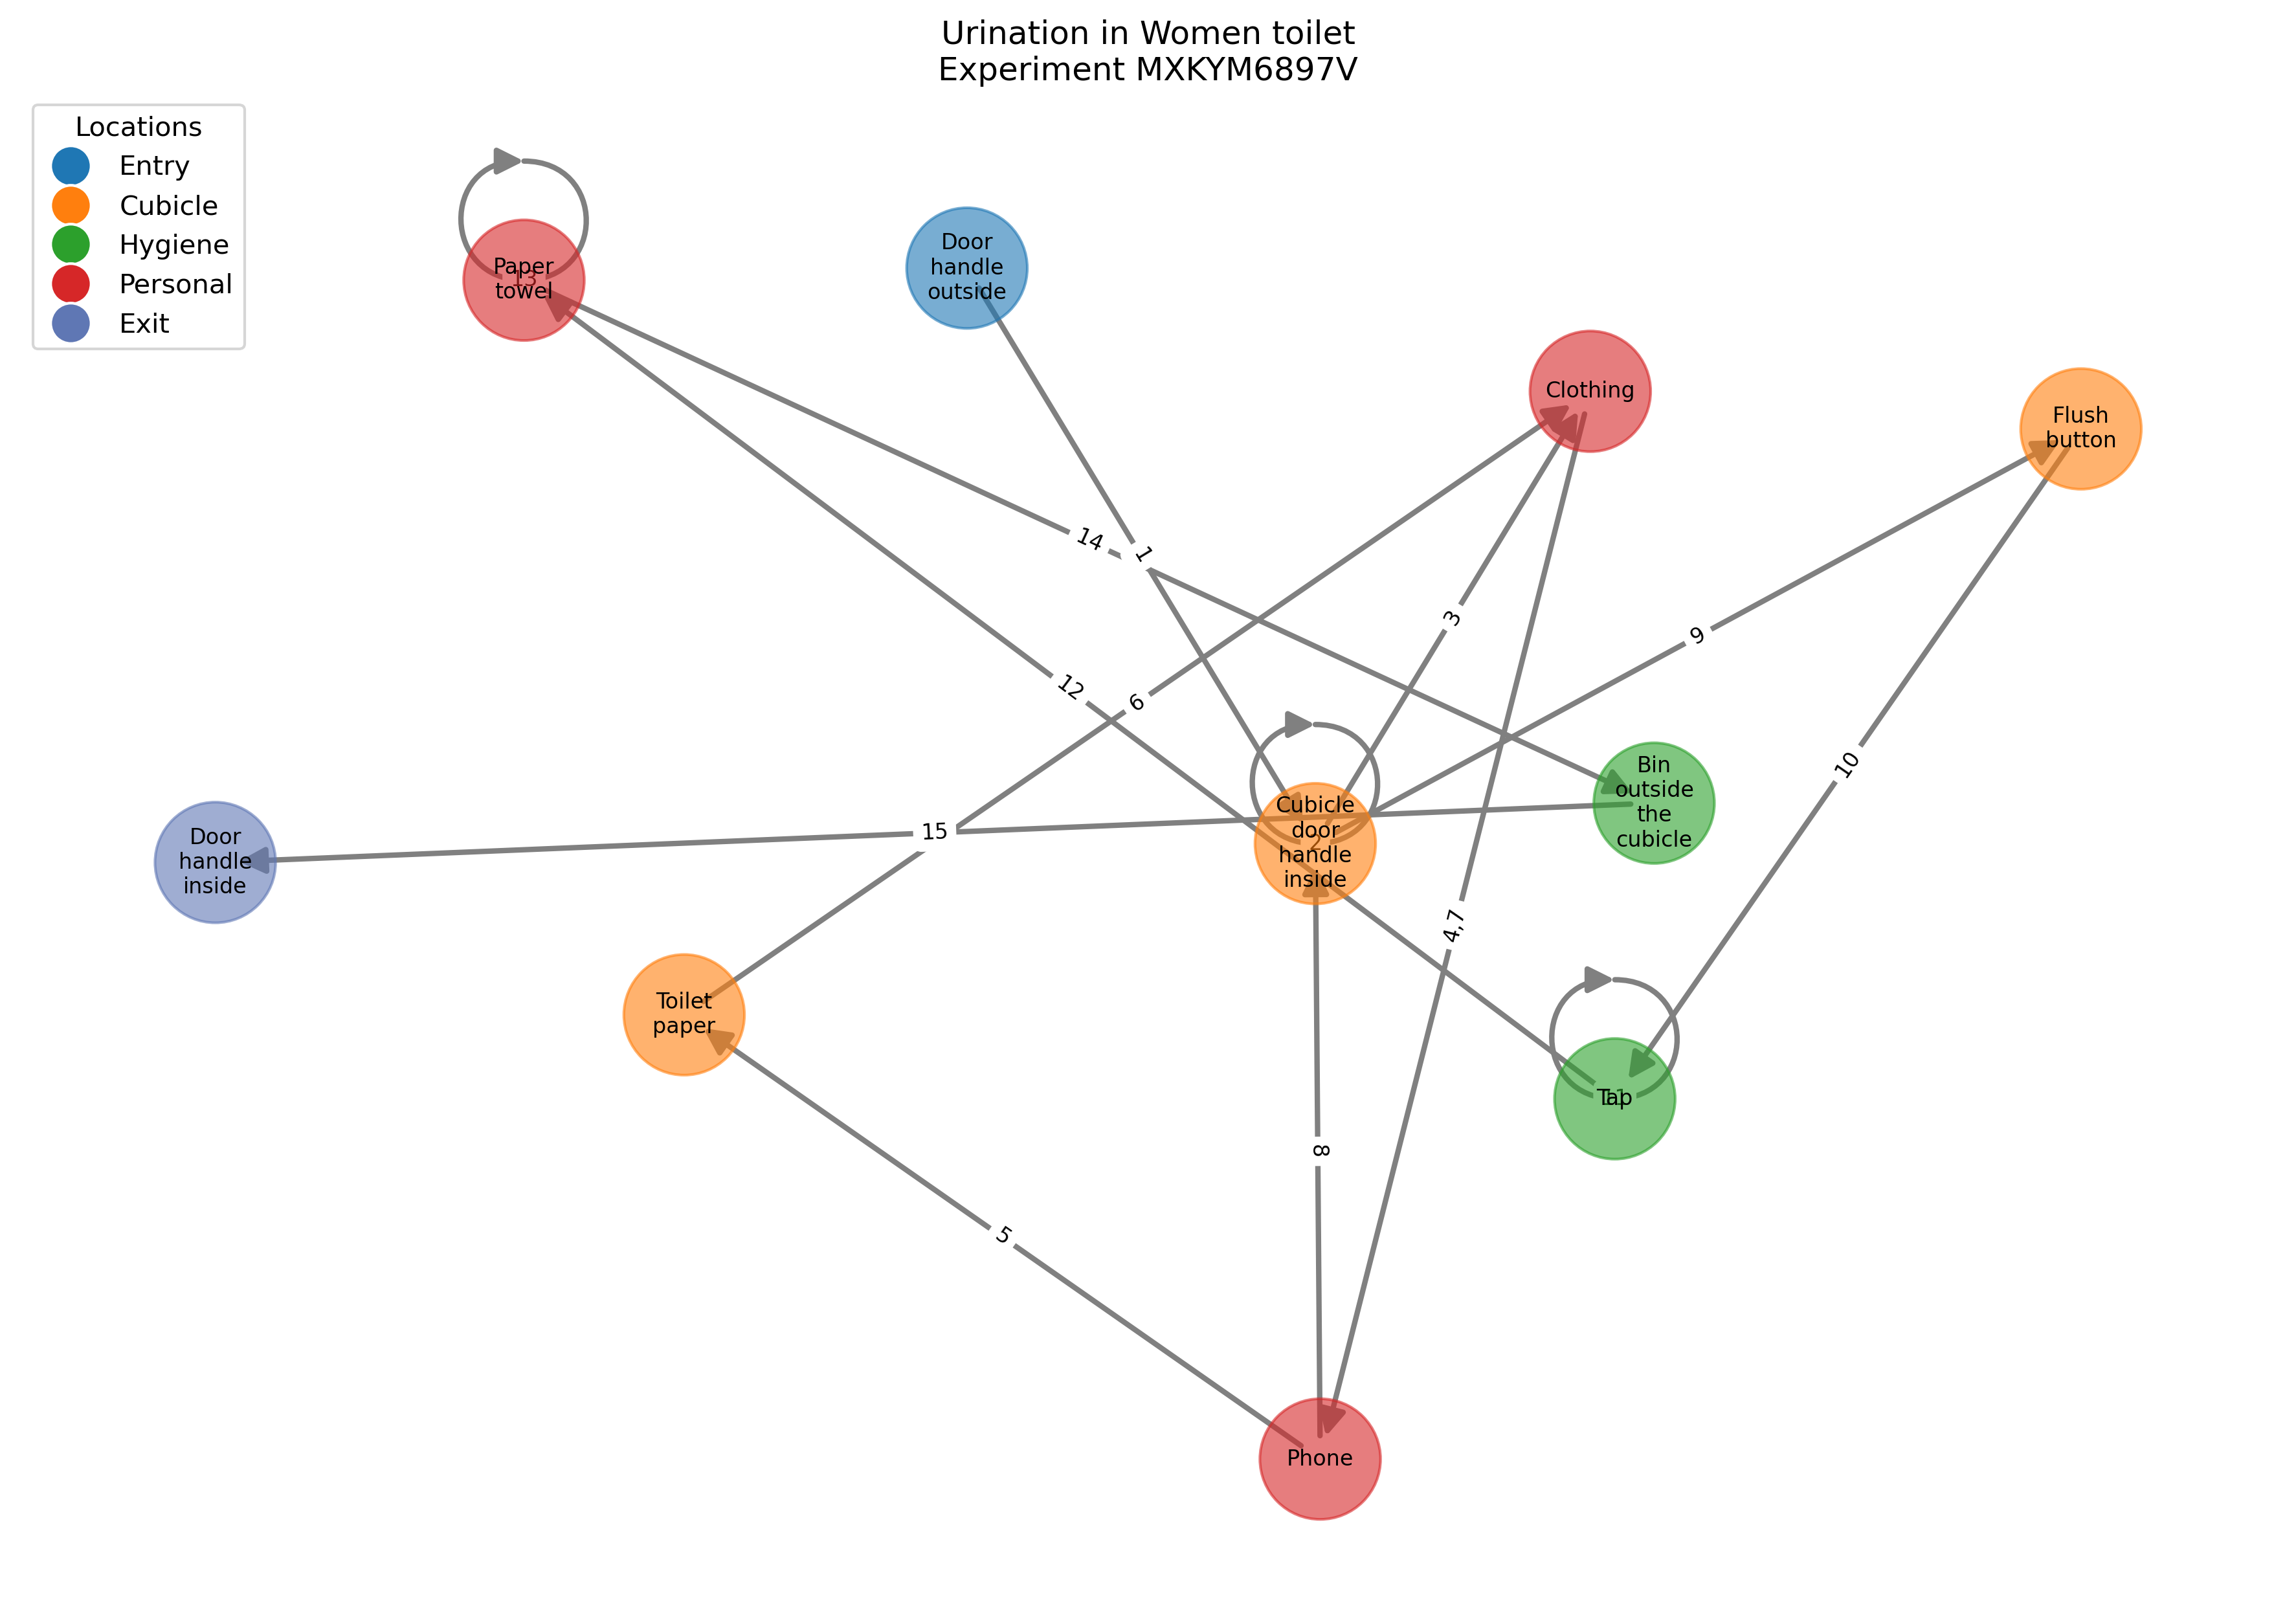 Urination in Women toilet
Experiment MXKYM6897V
Locations
Entry
Cubicle
Hygiene
Personal
Exit
Paper
towel
13
Door
handle
outside
Clothing
Flush
button
14
1
3
9
12
6
10
Bin
outside
the
cubicle
Cubicle
door
handle
inside
2
15
Door
handle
inside
4,7
Toilet
paper
Tap
11
8
5
Phone